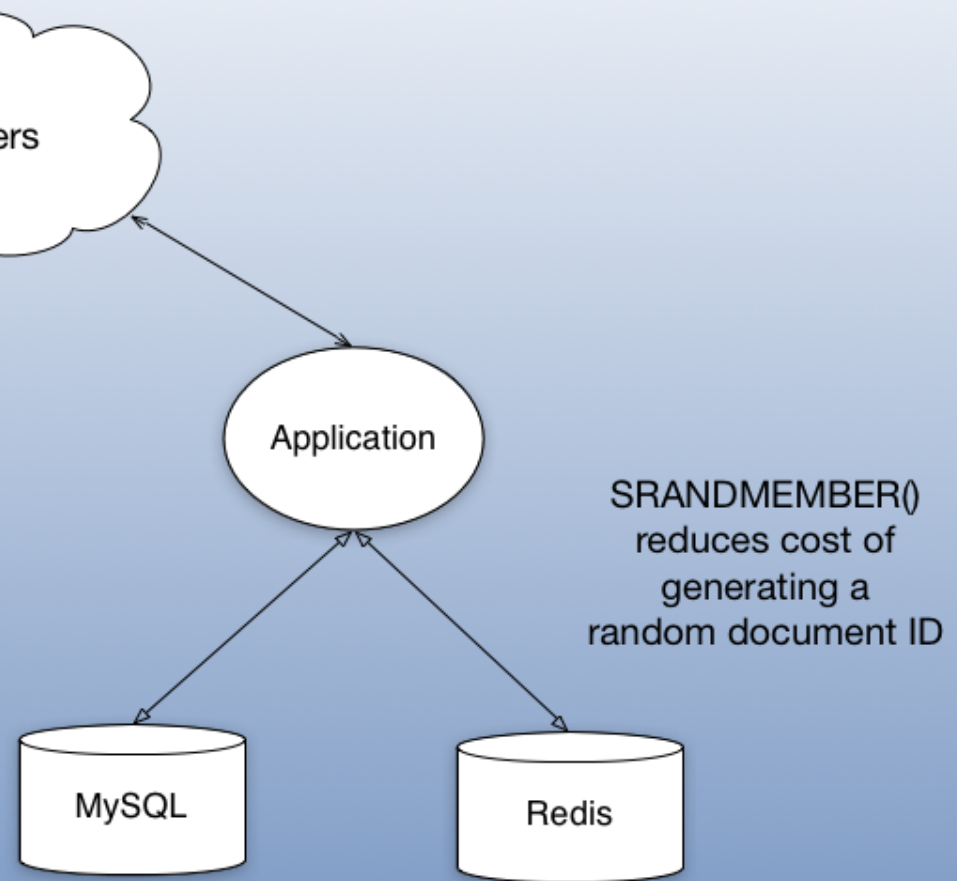 ers
Application
SRANDMEMBER()
reduces cost of
generating a
random document ID
MySQL
Redis